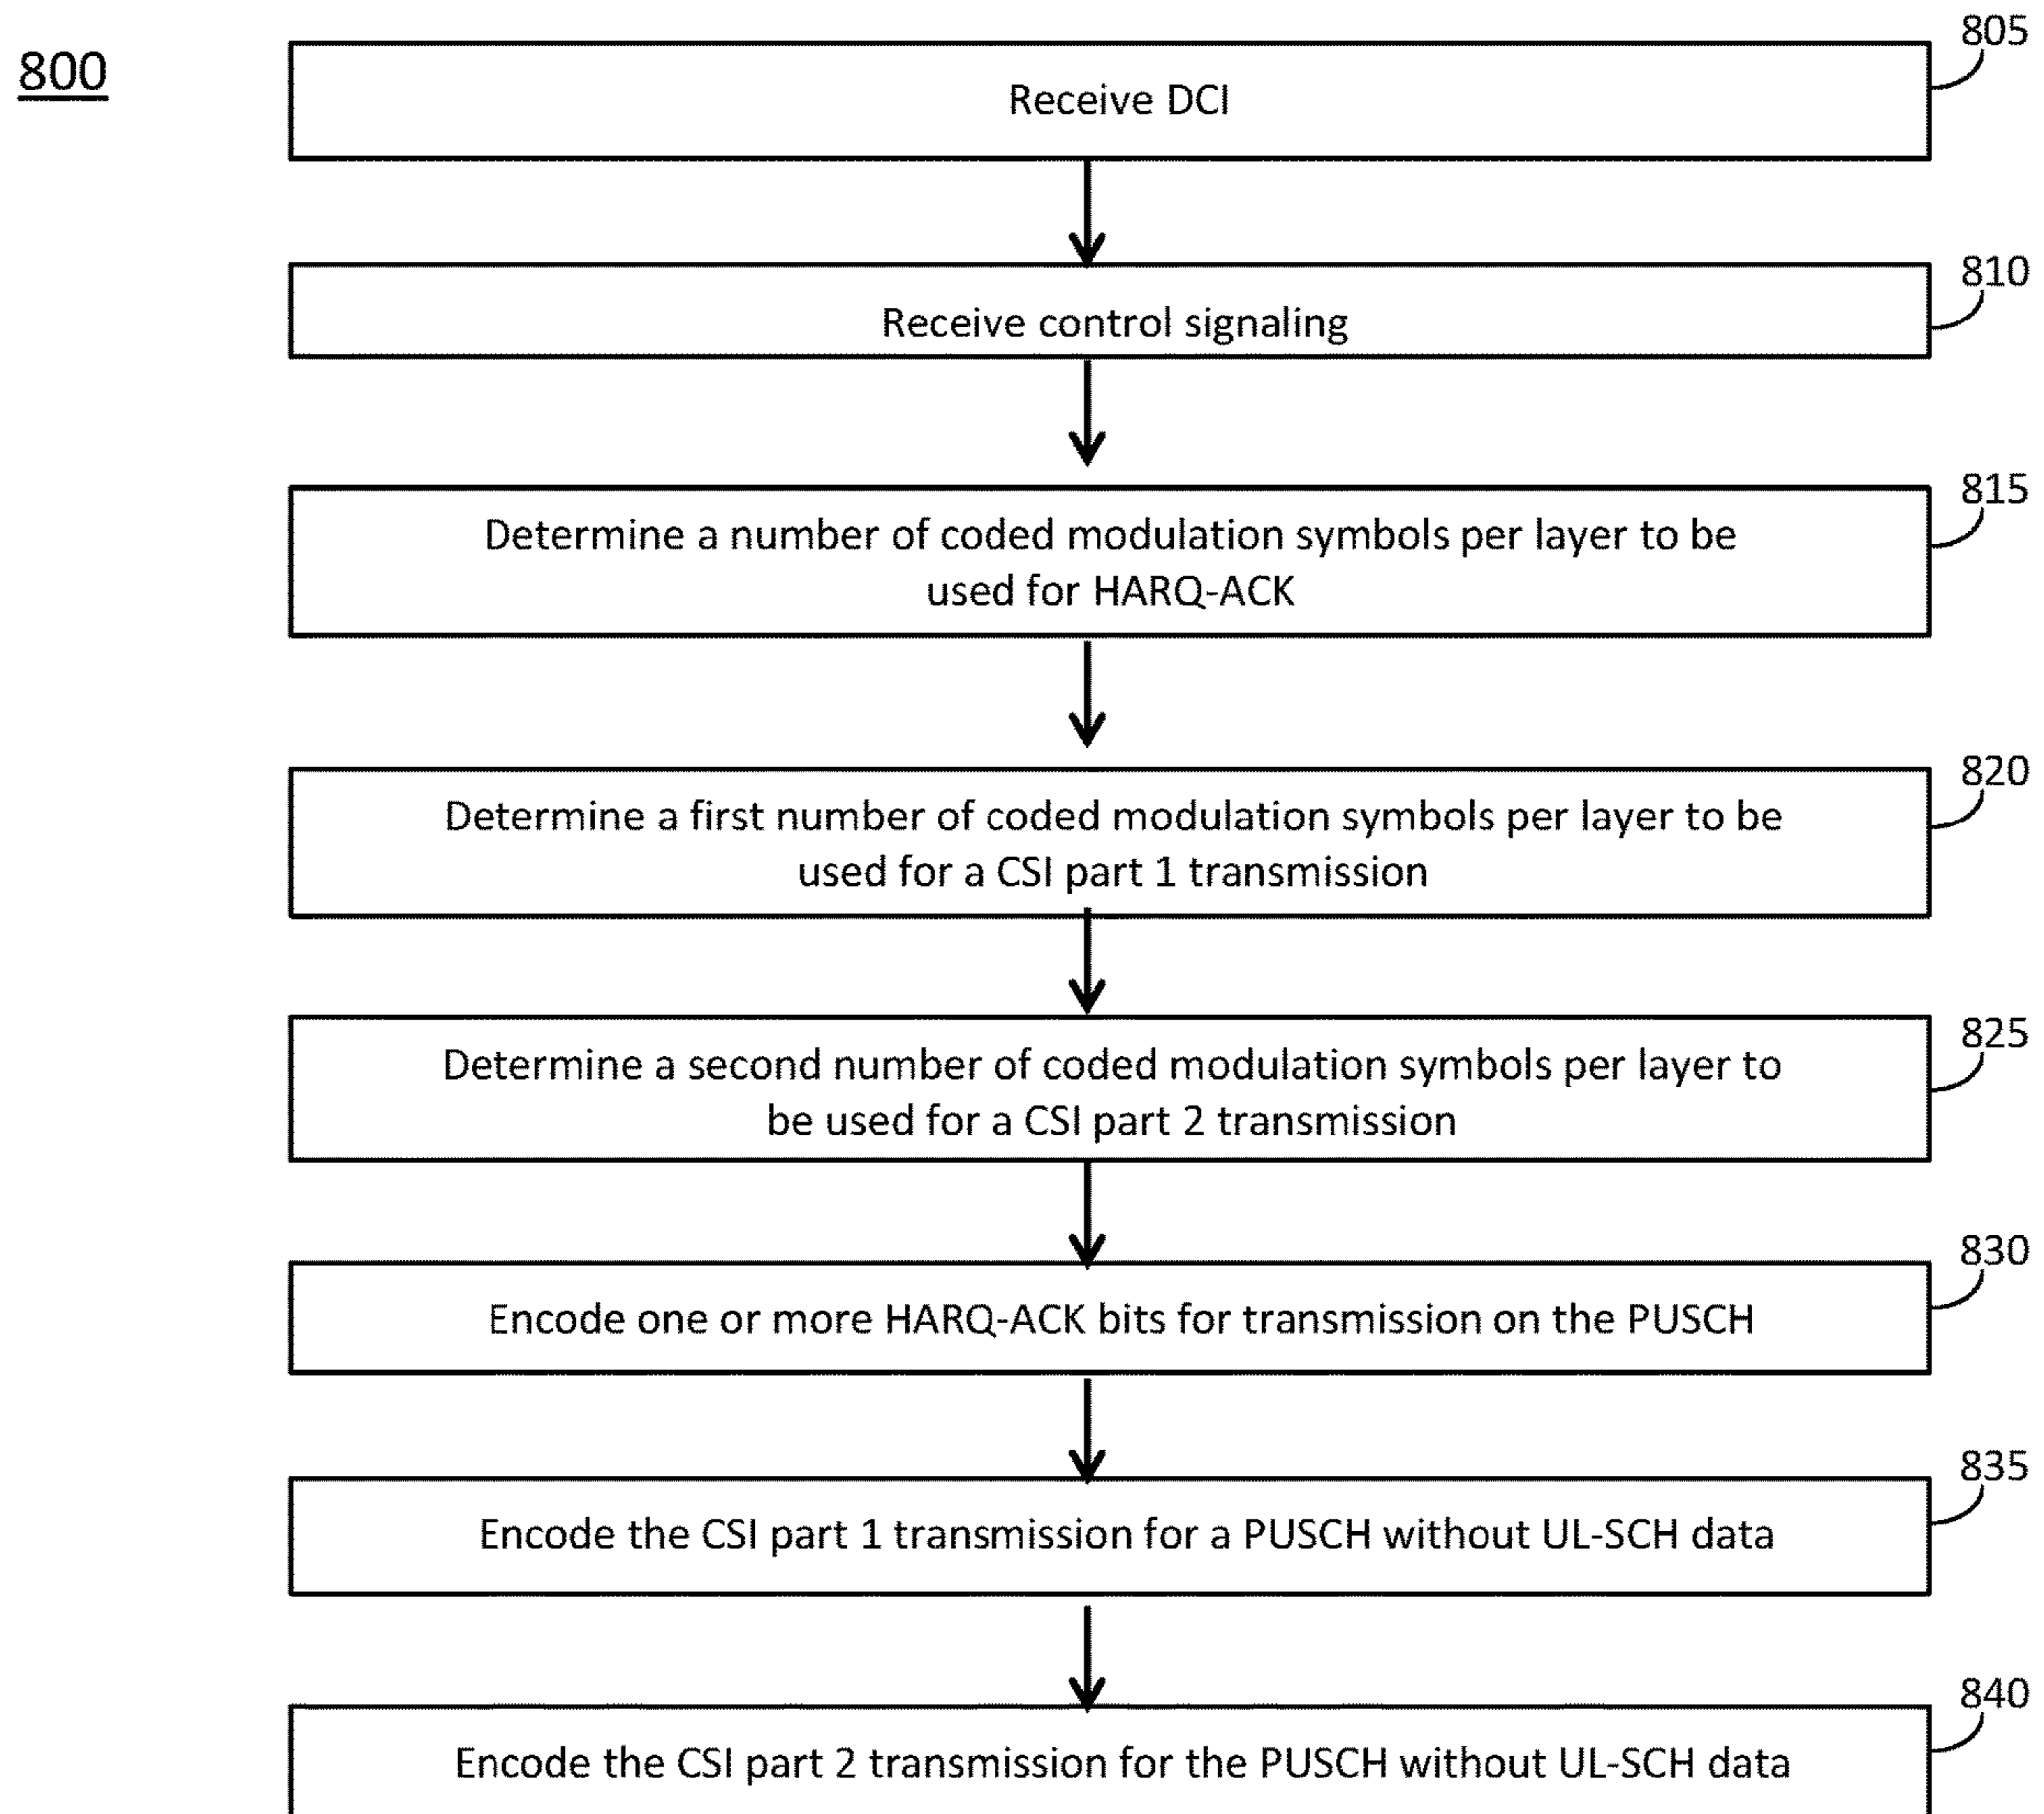 800
805
Receive DCI
810
Receive control signaling
815
Determine a number of coded modulation symbols per layer to be
used for HARQ-ACK
820
Determine a first number of coded modulation symbols per layer to be
used for a CSI part 1 transmission
825
Determine a second number of coded modulation symbols per layer to
be used for a CSI part 2 transmission
830
Encode one or more HARQ-ACK bits for transmission on the PUSCH
835
Encode the CSI part 1 transmission for a PUSCH without UL-SCH data
840
Encode the CSI part 2 transmission for the PUSCH without UL-SCH data